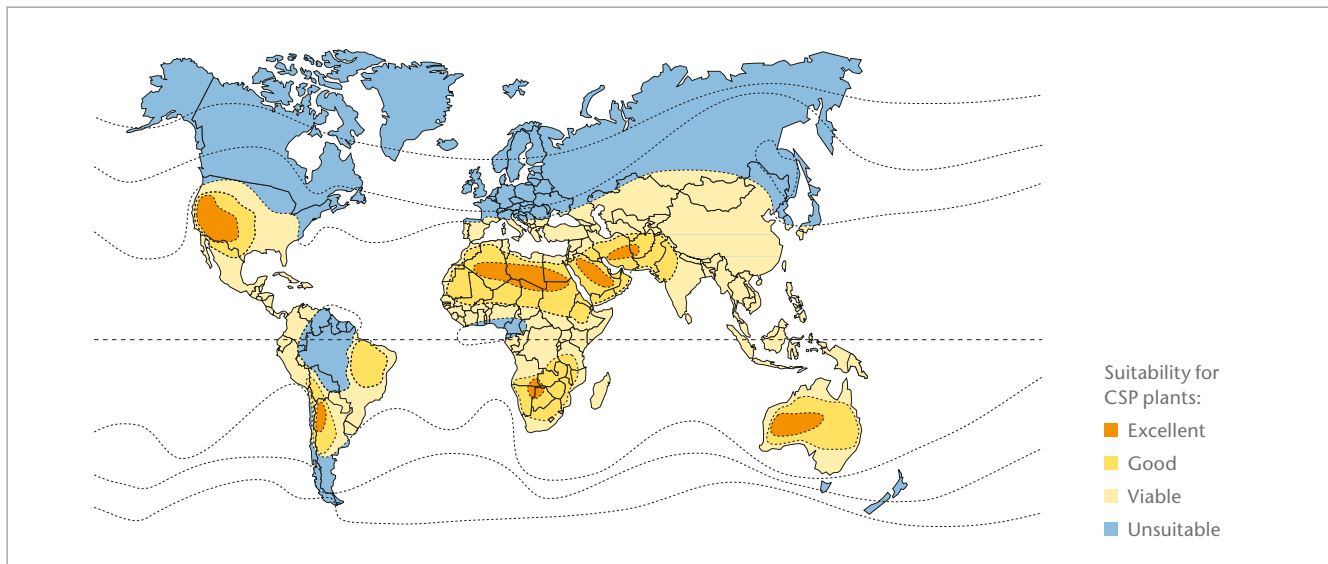 Suitability for
CSP plants:
Excellent
Good
Viable
Unsuitable